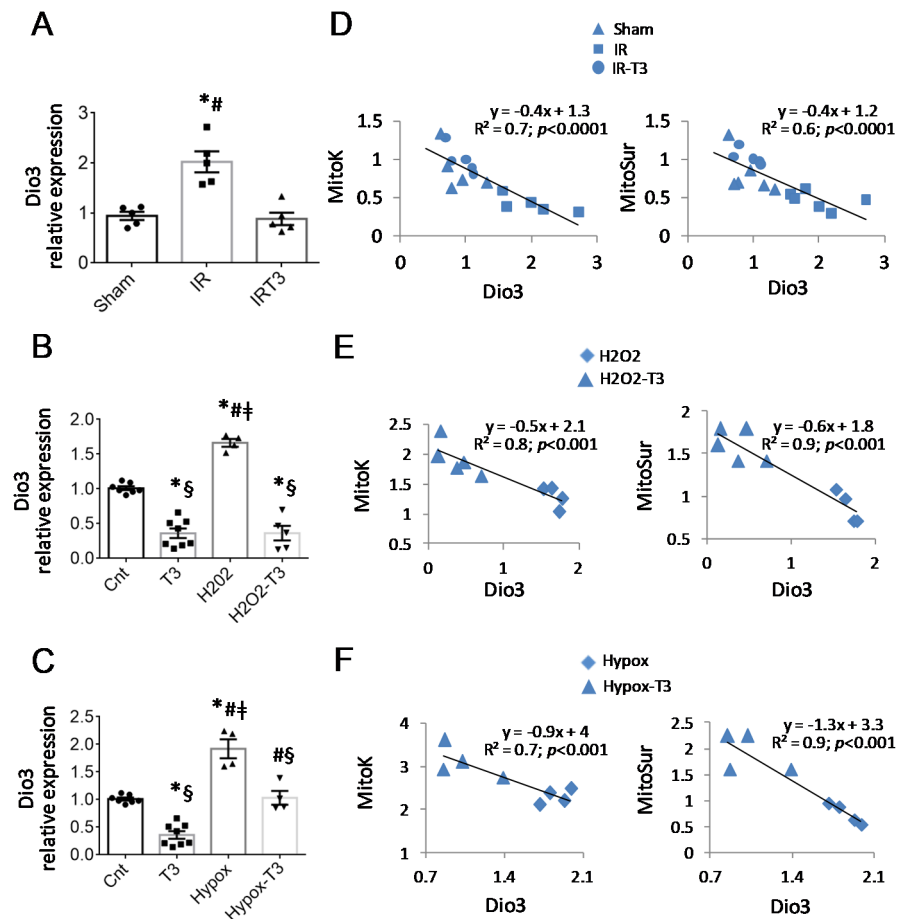 A
Dio3
relative expression
3
2
1
0
*#
Sham
IR
IRT3
D
Sham
IR
IR-T3
MitoK
1.5
1
0.5
0
y = -0.4x + 1.3
R² = 0.7; p<0.0001
0 1 2 3
Dio3
MitoSur
1.5
1
0.5
0
y = -0.4x + 1.2
R² = 0.6; p<0.0001
0 1 2 3
Dio3
B
Dio3
relative expression
2.0
1.5
1.0
0.5
0.0
*§
*#ǂ
*§
Cnt
T3
H202
H2O2-T3
E
H2O2
H2O2-T3
MitoK
2.5
2
1.5
1
0.5
y = -0.5x + 2.1
R² = 0.8; p<0.001
0 1 2
Dio3
MitoSur
2
1.5
1
0.5
y = -0.6x + 1.8
R² = 0.9; p<0.001
0 1 2
Dio3
C
Dio3
relative expression
2.5
2.0
1.5
1.0
0.5
0.0
*§
*#ǂ
#§
Cnt
T3
Hypox
Hypox-T3
F
Hypox
Hypox-T3
MitoK
4
3
2
1
y = -0.9x + 4
R² = 0.7; p<0.001
0.7 1.4 2.1
Dio3
MitoSur
2.5
2
1.5
1
0.5
0
y = -1.3x + 3.3
R² = 0.9; p<0.001
0.7 1.4 2.1
Dio3